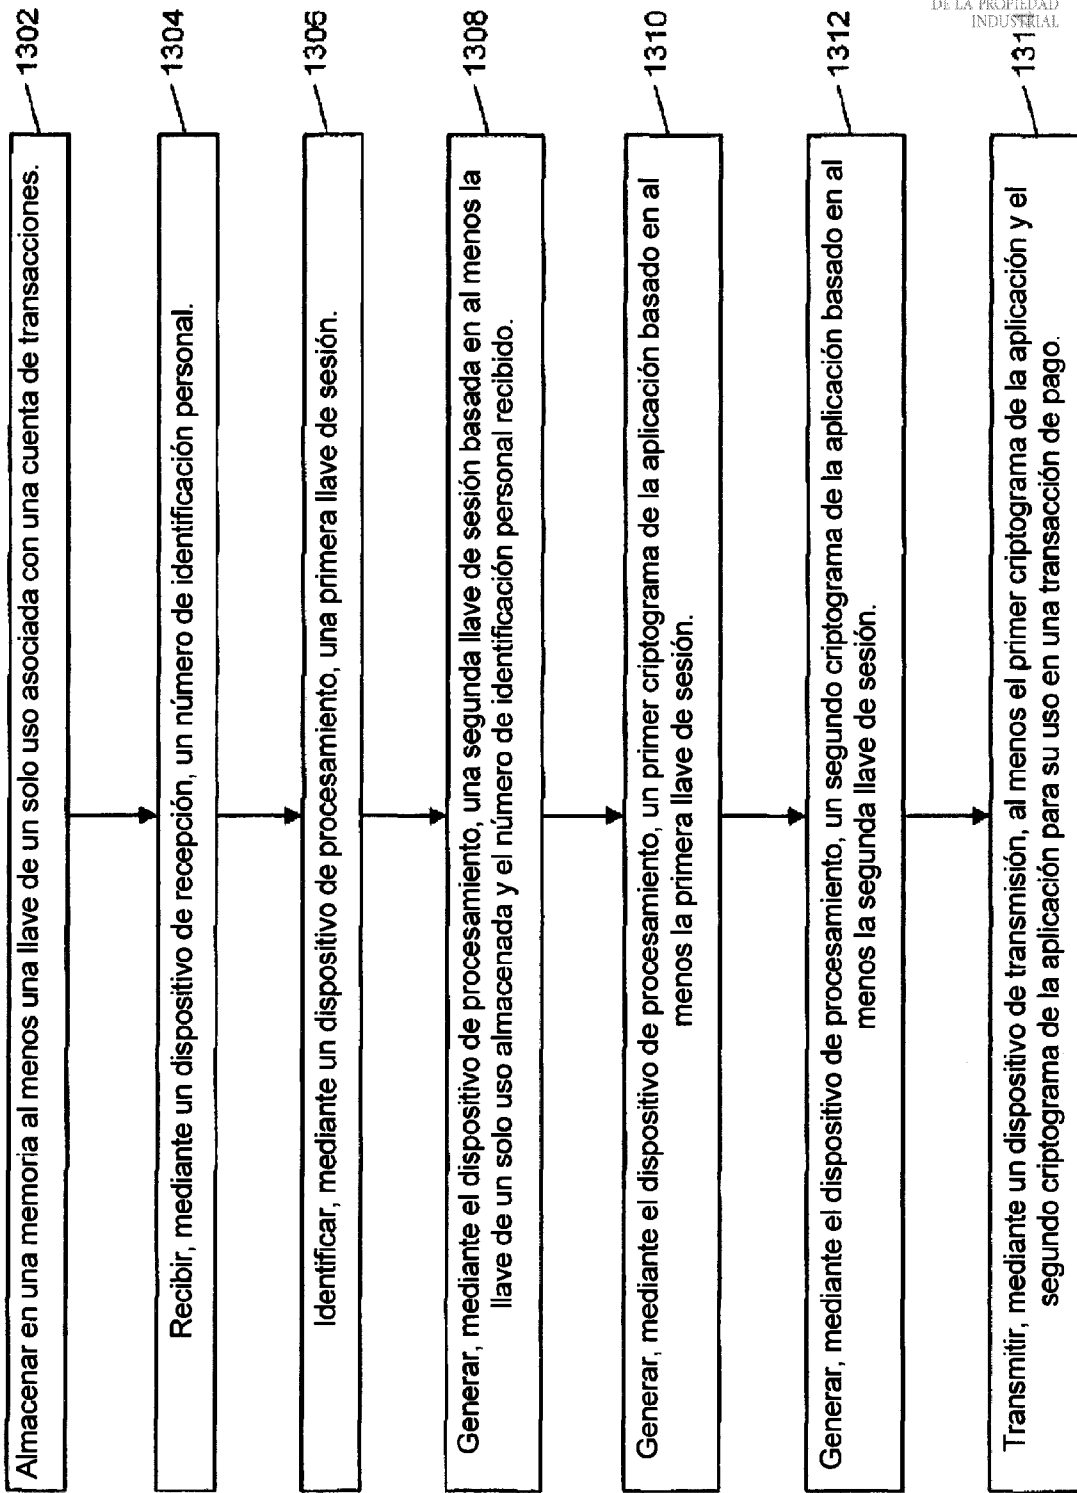 DE LA PROPIEDAD
INDUSTRIAL
1302
Almacenar en una memoria al menos una llave de un solo uso asociada con una cuenta de transacciones.
1304
Recibir, mediante un dispositivo de recepción, un número de identificación personal.
1306
Identificar, mediante un dispositivo de procesamiento, una primera llave de sesión.
1308
Generar, mediante el dispositivo de procesamiento, una segunda llave de sesión basada en al menos la
llave de un solo uso almacenada y el número de identificación personal recibido.
1310
Generar, mediante el dispositivo de procesamiento, un primer criptograma de la aplicación basado en al
menos la primera llave de sesión.
1312
Generar, mediante el dispositivo de procesamiento, un segundo criptograma de la aplicación basado en al
menos la segunda llave de sesión.
1314
Transmitir, mediante un dispositivo de transmisión, al menos el primer criptograma de la aplicación y el
segundo criptograma de la aplicación para su uso en una transacción de pago.